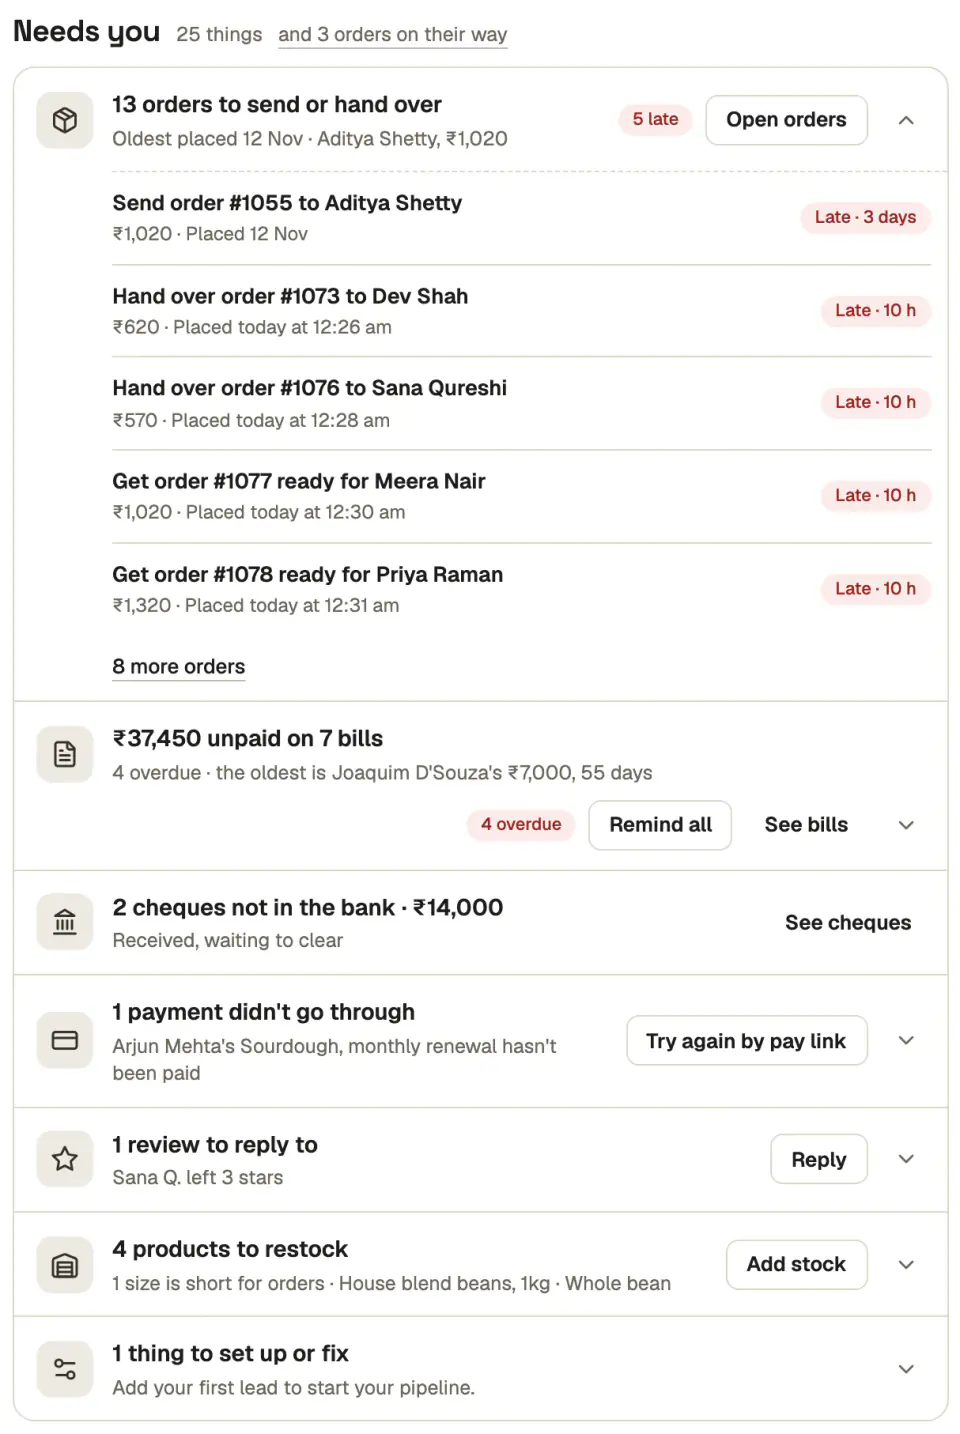 Needs you 25 things and 3 orders on their way
13 orders to send or hand over
Oldest placed 12 Nov · Aditya Shetty, ₹1,020
5 late
Open orders
Send order #1055 to Aditya Shetty
₹1,020 · Placed 12 Nov
Late · 3 days
Hand over order #1073 to Dev Shah
₹620 · Placed today at 12:26 am
Late · 10 h
Hand over order #1076 to Sana Qureshi
₹570 · Placed today at 12:28 am
Late · 10 h
Get order #1077 ready for Meera Nair
₹1,020 · Placed today at 12:30 am
Late · 10 h
Get order #1078 ready for Priya Raman
₹1,320 · Placed today at 12:31 am
Late · 10 h
8 more orders
₹37,450 unpaid on 7 bills
4 overdue · the oldest is Joaquim D'Souza's ₹7,000, 55 days
4 overdue
Remind all
See bills
2 cheques not in the bank · ₹14,000
Received, waiting to clear
See cheques
1 payment didn't go through
Arjun Mehta's Sourdough, monthly renewal hasn't
been paid
Try again by pay link
1 review to reply to
Sana Q. left 3 stars
Reply
4 products to restock
1 size is short for orders · House blend beans, 1kg · Whole bean
Add stock
1 thing to set up or fix
Add your first lead to start your pipeline.